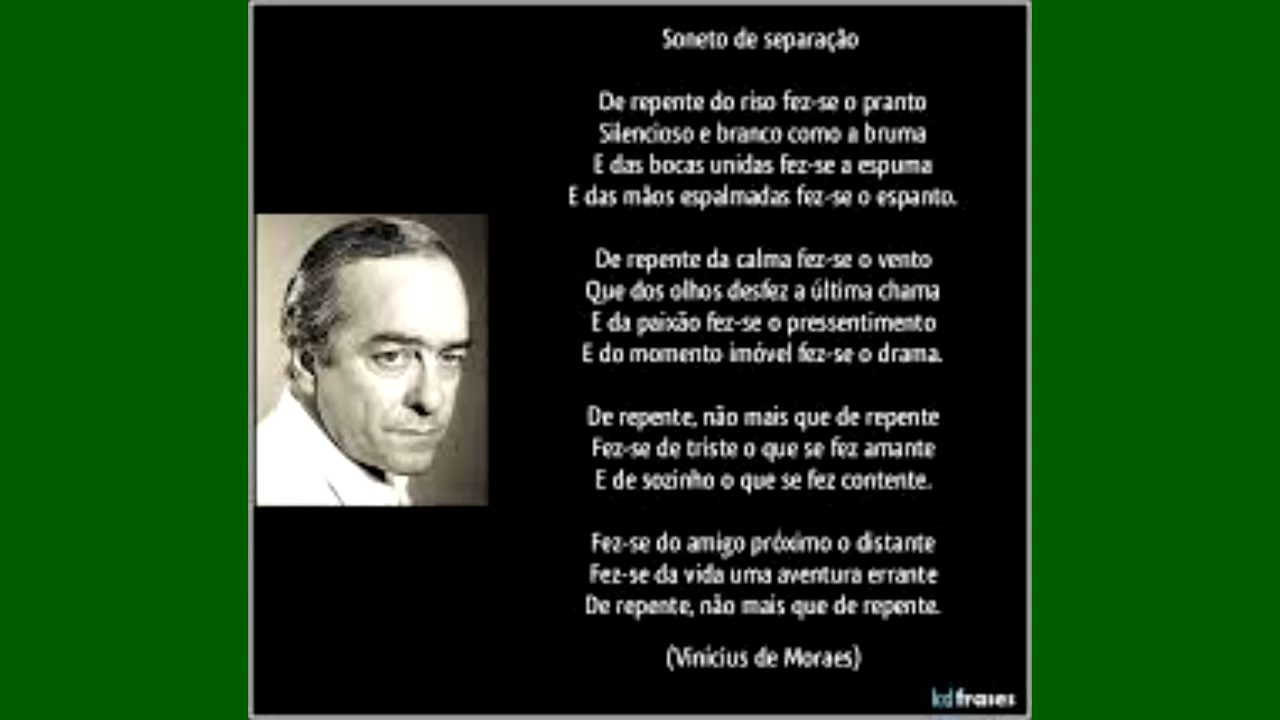 Soneto de separação
De repente do riso fez-se o pranto
Silencioso e branco como a bruma
E das bocas unidas fez-se a espuma
E das mãos espalmadas fez-se o espanto.
De repente da calma fez-se o vento
Que dos olhos desfez a última chama
E da paixão fez-se o pressentimento
E do momento imóvel fez-se o drama.
De repente, não mais que de repente
Fez-se de triste o que se fez amante
E de sozinho o que se fez contente.
Fez-se do amigo próximo o distante
Fez-se da vida uma aventura errante
De repente, não mais que de repente.
(Vinícius de Moraes)
kdfrases